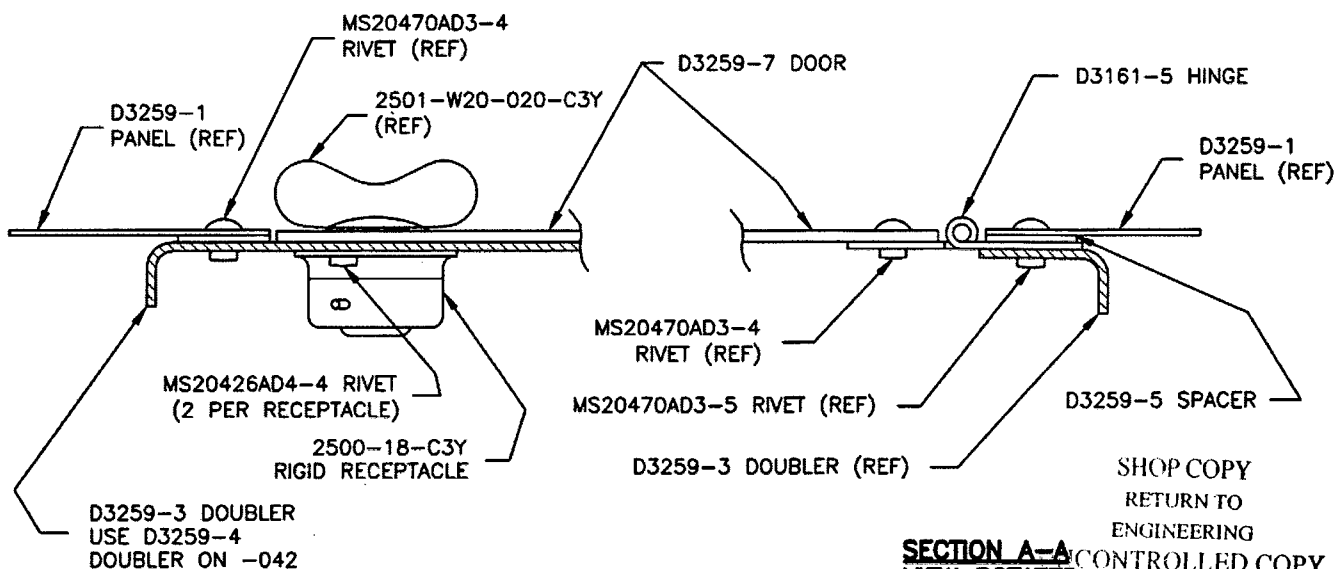 MS20470AD3-4
RIVET (REF)
D3259-7 DOOR
D3161-5 HINGE
2501-W20-020-C3Y
(REF)
D3259-1
PANEL (REF)
D3259-1
PANEL (REF)
MS20470AD3-4
RIVET (REF)
MS20426AD4-4 RIVET
(2 PER RECEPTACLE)
MS20470AD3-5 RIVET (REF)
D3259-5 SPACER
2500-18-C3Y
RIGID RECEPTACLE
D3259-3 DOUBLER (REF)
D3259-3 DOUBLER
USE D3259-4
DOUBLER ON -042
SHOP COPY
RETURN TO
ENGINEERING
SECTION A-A
CONTROLLED COPY